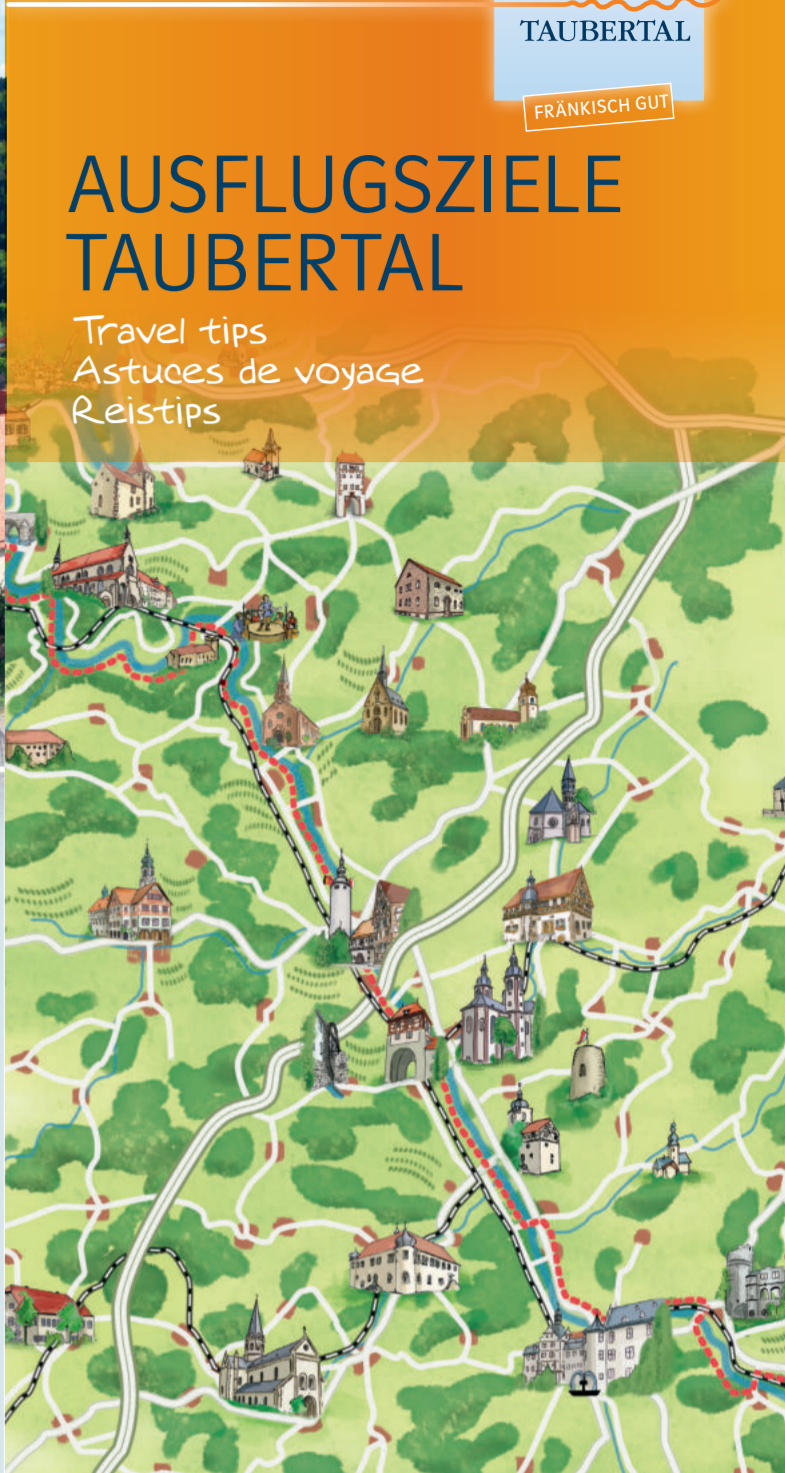 TAUBERTAL
FRÄNKISCH GUT
AUSFLUGSZIELE
TAUBERTAL
Travel tips
Astuces de voyage
Reistips